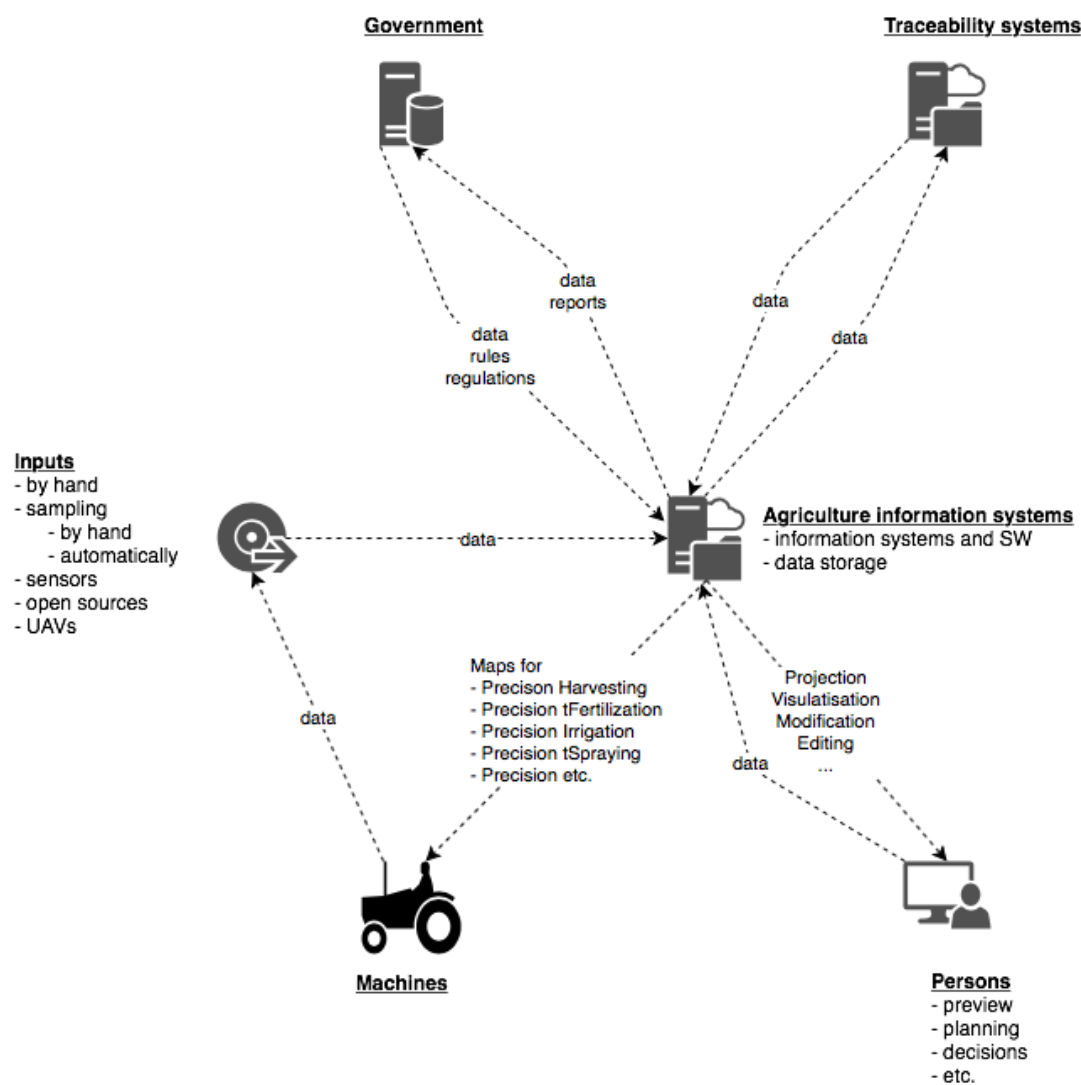 Government
Traceability systems
data
reports
data
data
data
rules
regulations
Inputs
- by hand
- sampling
- by hand
- automatically
- sensors
- open sources
- UAVs
data
Agriculture information systems
- information systems and SW
- data storage
Maps for
- Precison Harvesting
- Precision tFertilization
- Precision Irrigation
- Precision tSpraying
- Precision etc.
Projection
Visulatisation
Modification
Editing
...
data
data
Machines
Persons
- preview
- planning
- decisions
- etc.